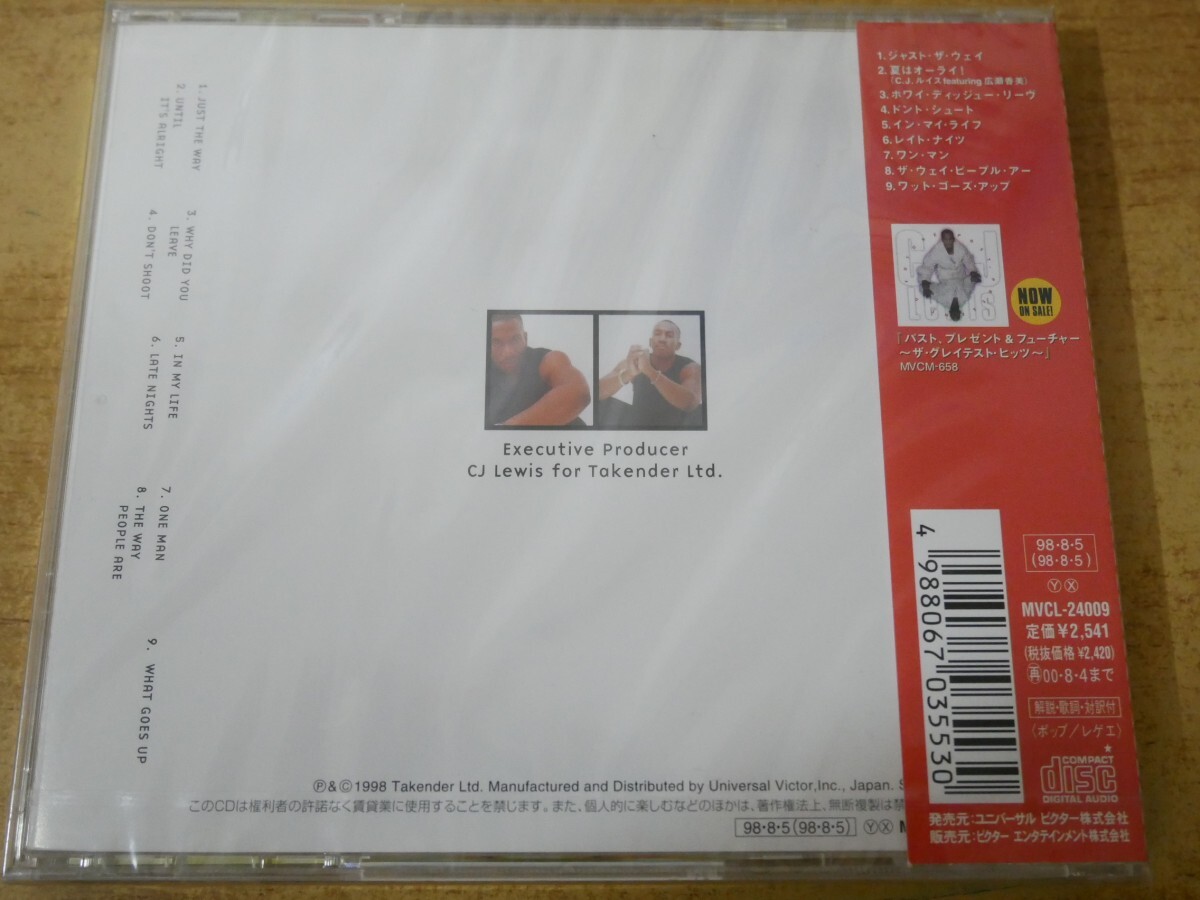 1. JUST THE WAY
2. UNTIL
IT'S ALRIGHT
3. WHY DID YOU
LEAVE
4. DON'T SHOOT
5. IN MY LIFE
6. LATE NIGHTS
7. ONE MAN
8. THE WAY
PEOPLE ARE
9. WHAT GOES UP
Executive Producer
CJ Lewis for Takender Ltd.
Ⓟ&©1998 Takender Ltd. Manufactured and Distributed by Universal Victor,Inc., Japan. S
このCDは権利者の許諾なく賃貸業に使用することを禁じます。また、個人的に楽しむなどのほかは、著作権法上、無断複製は禁
98·8·5(98·8·5) ⓎⓍ M
1.ジャスト・ザ・ウェイ
2.夏はオーライ!
(C.J.ルイスfeaturing広瀬香美)
3.ホワイ・ディッジュー・リーヴ
4.ドント・シュート
5.イン・マイ・ライフ
6.レイト・ナイツ
7.ワン・マン
8.ザ・ウェイ・ピープル・アー
9.ワット・ゴーズ・アップ
CJ
LEWIS
NOW
ON SALE!
『パスト、プレゼント&フューチャー
〜ザ・グレイテスト・ヒッツ〜』
MVCM-658
4 988067 035530
98·8·5
(98·8·5)
ⓎⓍ
MVCL-24009
定価¥2,541
(税抜価格¥2,420)
再00·8·4まで
解説・歌詞・対訳付
〈ポップ/レゲエ〉
COMPACT
disc
DIGITAL AUDIO
発売元:ユニバーサル ビクター株式会社
販売元:ビクター エンタテインメント株式会社